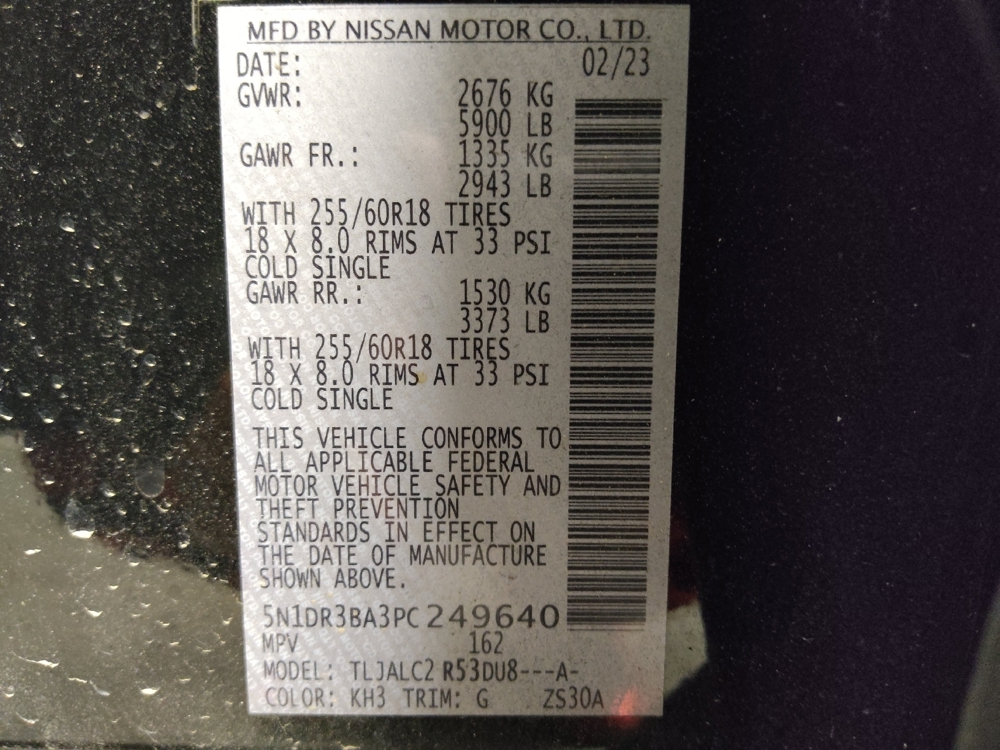 MFD BY NISSAN MOTOR CO., LTD.
DATE: 02/23
GVWR: 2676 KG
5900 LB
GAWR FR.: 1335 KG
2943 LB
WITH 255/60R18 TIRES
18 X 8.0 RIMS AT 33 PSI
COLD SINGLE
GAWR RR.: 1530 KG
3373 LB
WITH 255/60R18 TIRES
18 X 8.0 RIMS AT 33 PSI
COLD SINGLE
THIS VEHICLE CONFORMS TO
ALL APPLICABLE FEDERAL
MOTOR VEHICLE SAFETY AND
THEFT PREVENTION
STANDARDS IN EFFECT ON
THE DATE OF MANUFACTURE
SHOWN ABOVE.
5N1DR3BA3PC249640
MPV 162
MODEL: TLJALC2 R53DU8---A-
COLOR: KH3 TRIM: G ZS30A